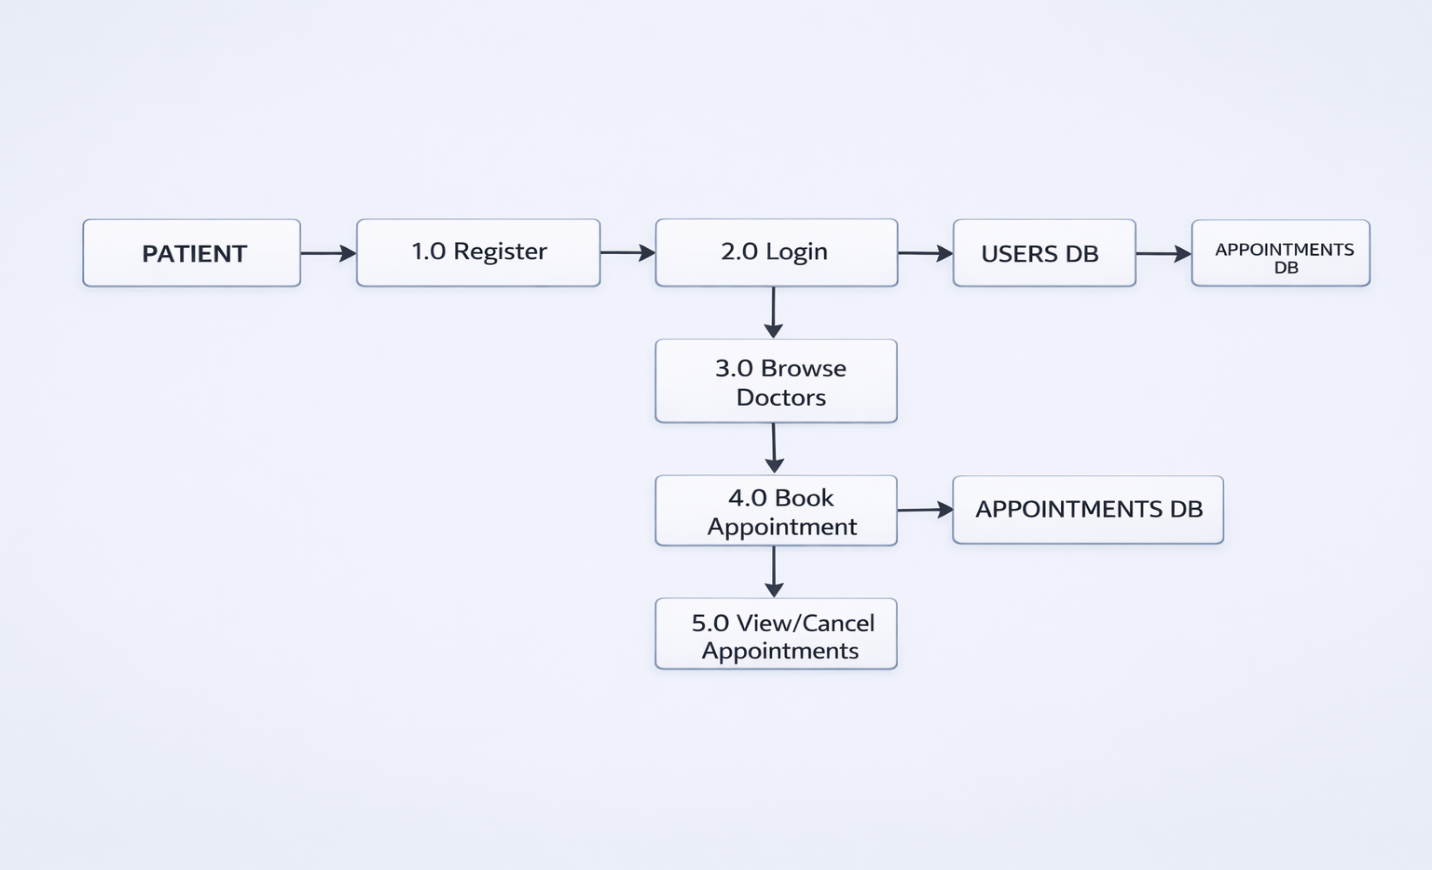 PATIENT
1.0 Register
2.0 Login
USERS DB
APPOINTMENTS
DB
3.0 Browse
Doctors
4.0 Book
Appointment
APPOINTMENTS DB
5.0 View/Cancel
Appointments